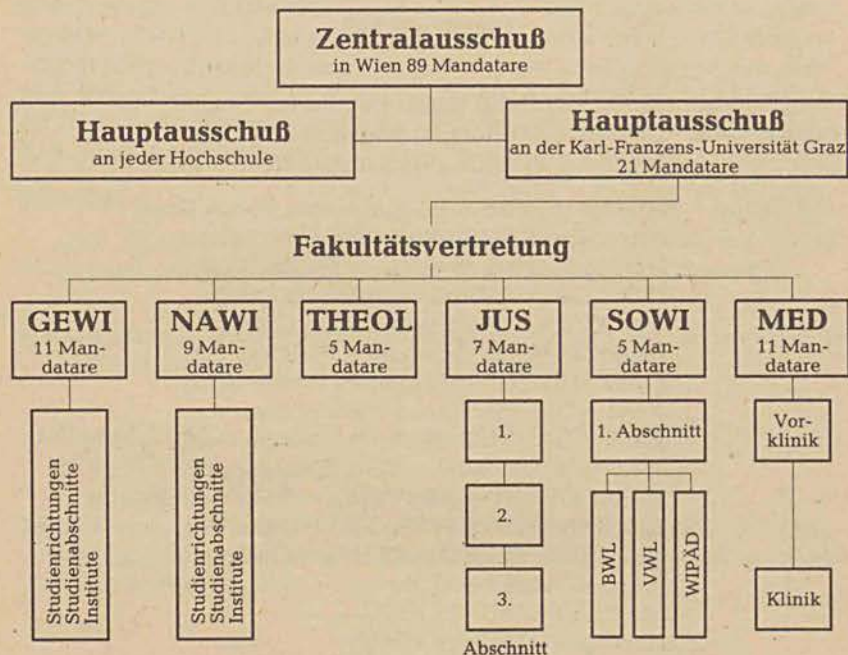 Zentralausschuß
in Wien 89 Mandatare
Hauptausschuß
an jeder Hochschule
Hauptausschuß
an der Karl-Franzens-Universität Graz
21 Mandatare
Fakultätsvertretung
GEWI
11 Man-
datare
NAWI
9 Man-
datare
THEOL
5 Mandatare
JUS
7 Man-
datare
SOWI
5 Man-
datare
MED
11 Man-
datare
Studienrichtungen
Studienabschnitte
Institute
Studienrichtungen
Studienabschnitte
Institute
1.
2.
3.
Abschnitt
1. Abschnitt
BWL
VWL
WIPÄD
Vor-
klinik
Klinik